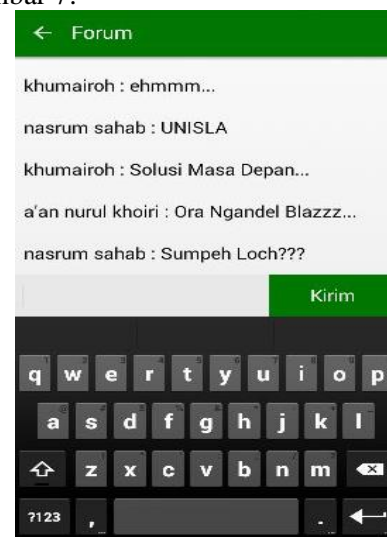 ← Forum
khumairoh : ehmmm...
nasrum sahab : UNISLA
khumairoh : Solusi Masa Depan...
a'an nurul khoiri : Ora Ngandel Blazzz...
nasrum sahab : Sumpeh Loch???
Kirim
q w e r t y u i o p
a s d f g h j k l
z x c v b n m
?123 , .